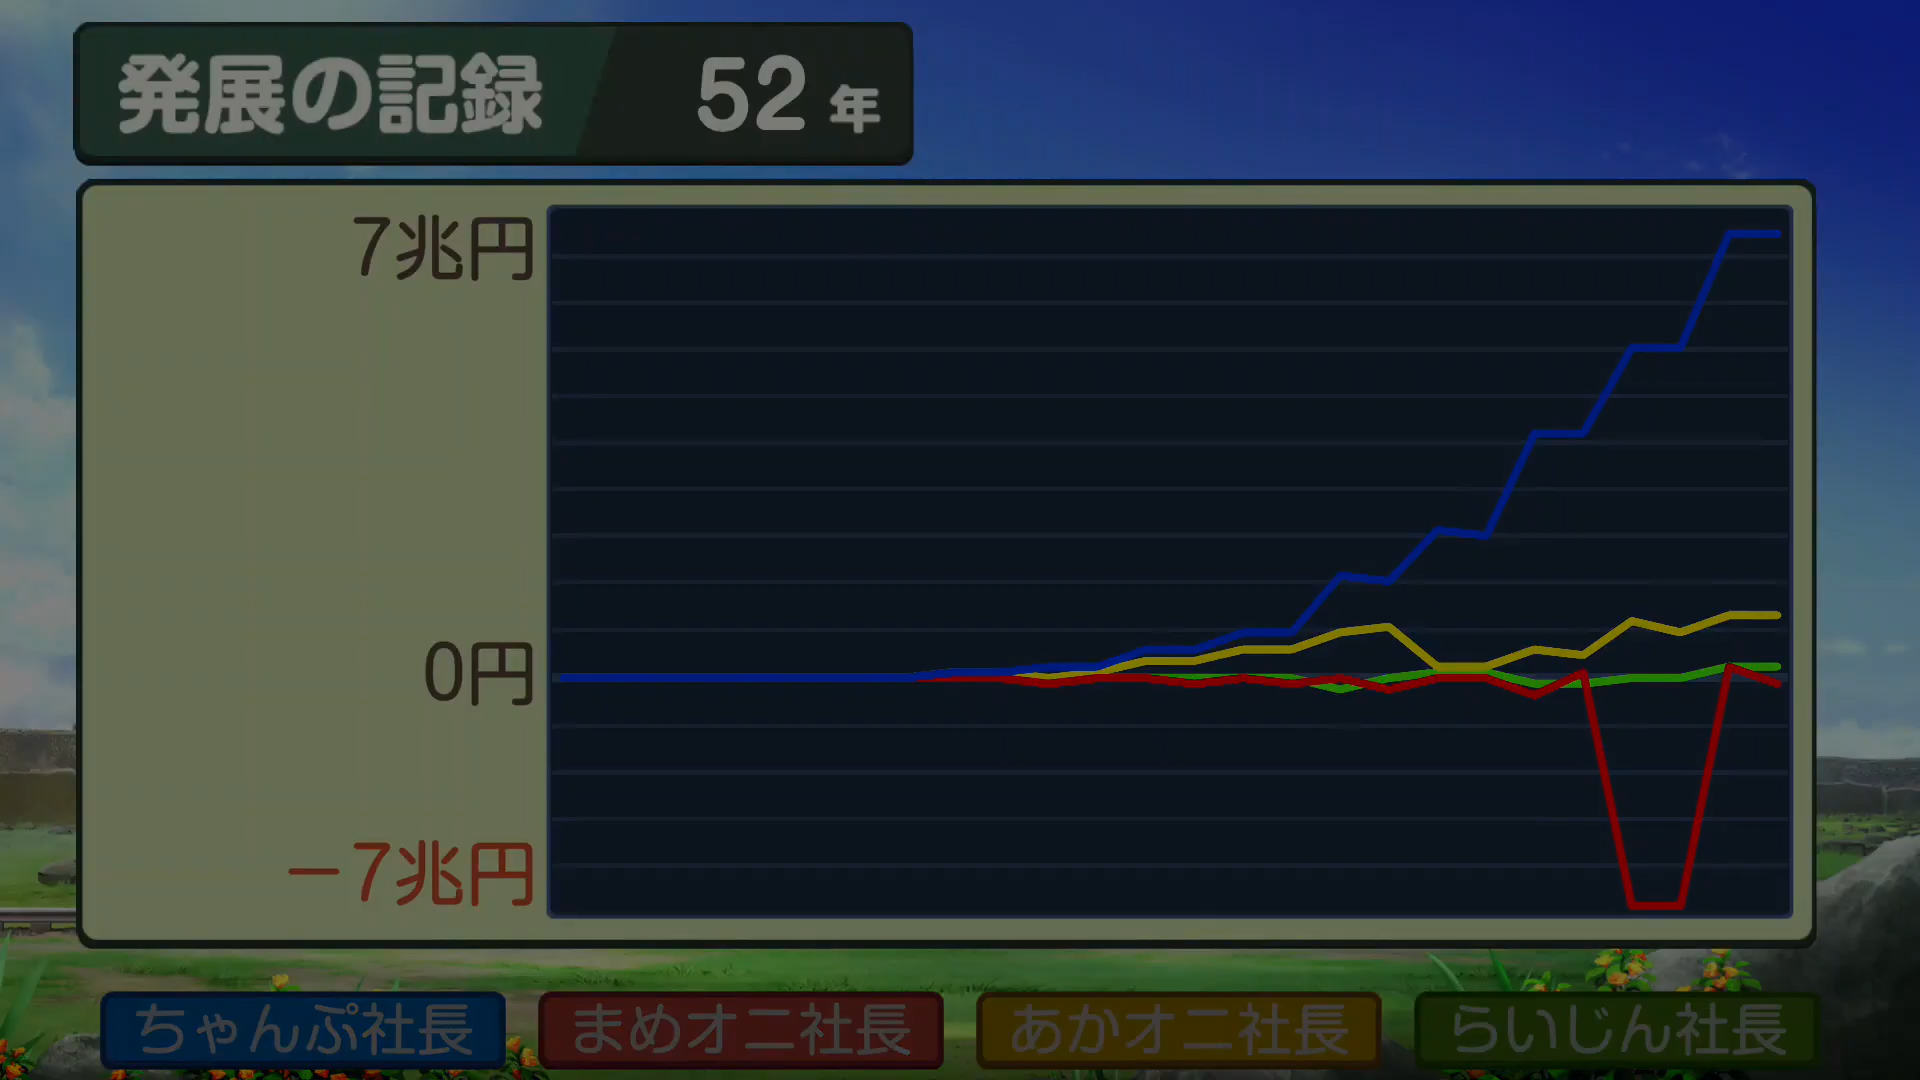 発展の記録 52年
7兆円
0円
－7兆円
ちゃんぷ社長 まめオニ社長 あかオニ社長 らいじん社長